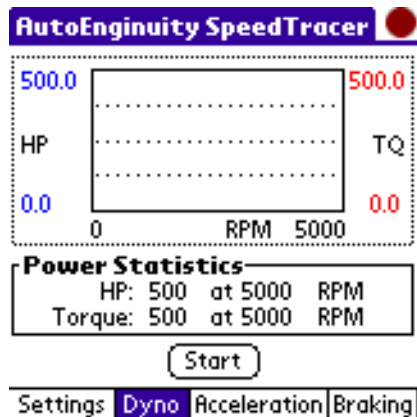 AutoEnginuity SpeedTracer
500.0 500.0
HP TQ
0.0 0.0
0 RPM 5000
Power Statistics
HP: 500 at 5000 RPM
Torque: 500 at 5000 RPM
Start
Settings Dyno Acceleration Braking